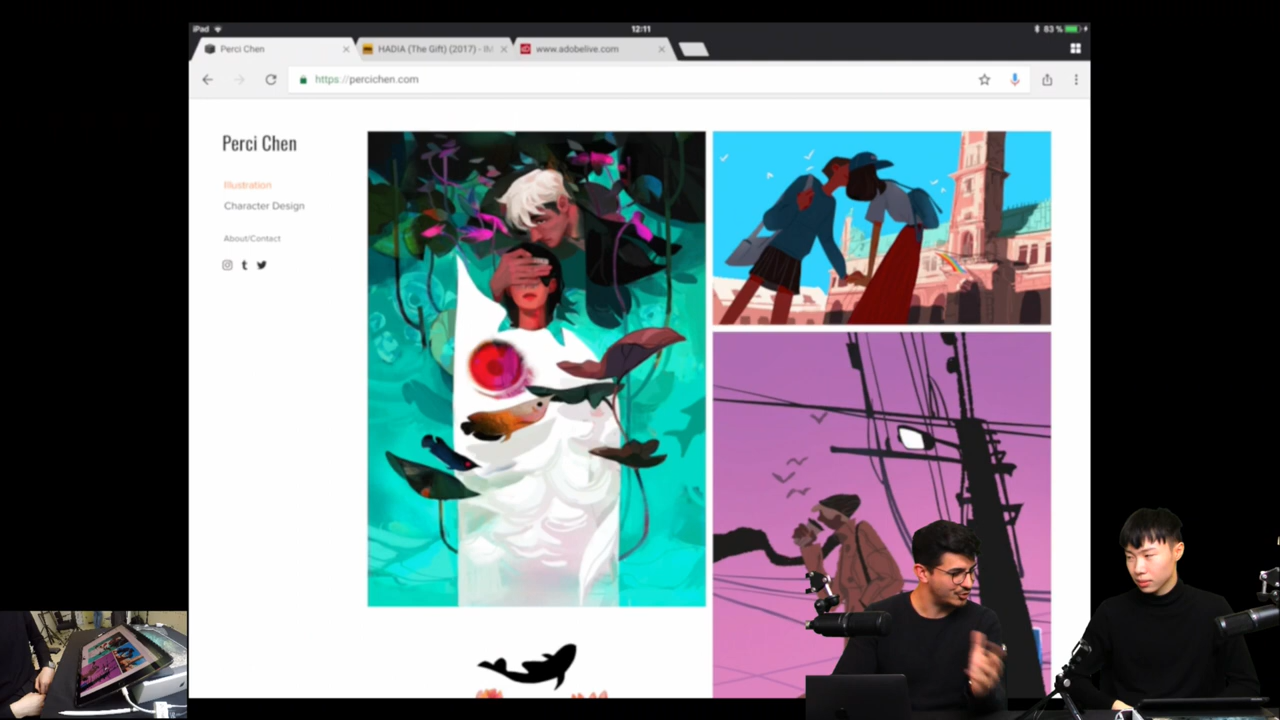 iPad
12:11
83 %
Perci Chen
HADIA (The Gift) (2017) - IM
www.adobelive.com
https://percichen.com
Perci Chen
Illustration
Character Design
About/Contact